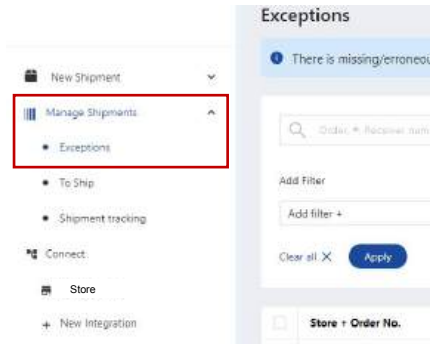 Exceptions
There is missing/erroneou
New Shipment
Manage Shipments
Exceptions
To Ship
Shipment tracking
Connect
Store
+ New Integration
Order, * Receiver nam
Add Filter
Add filter +
Clear all X
Apply
Store + Order No.